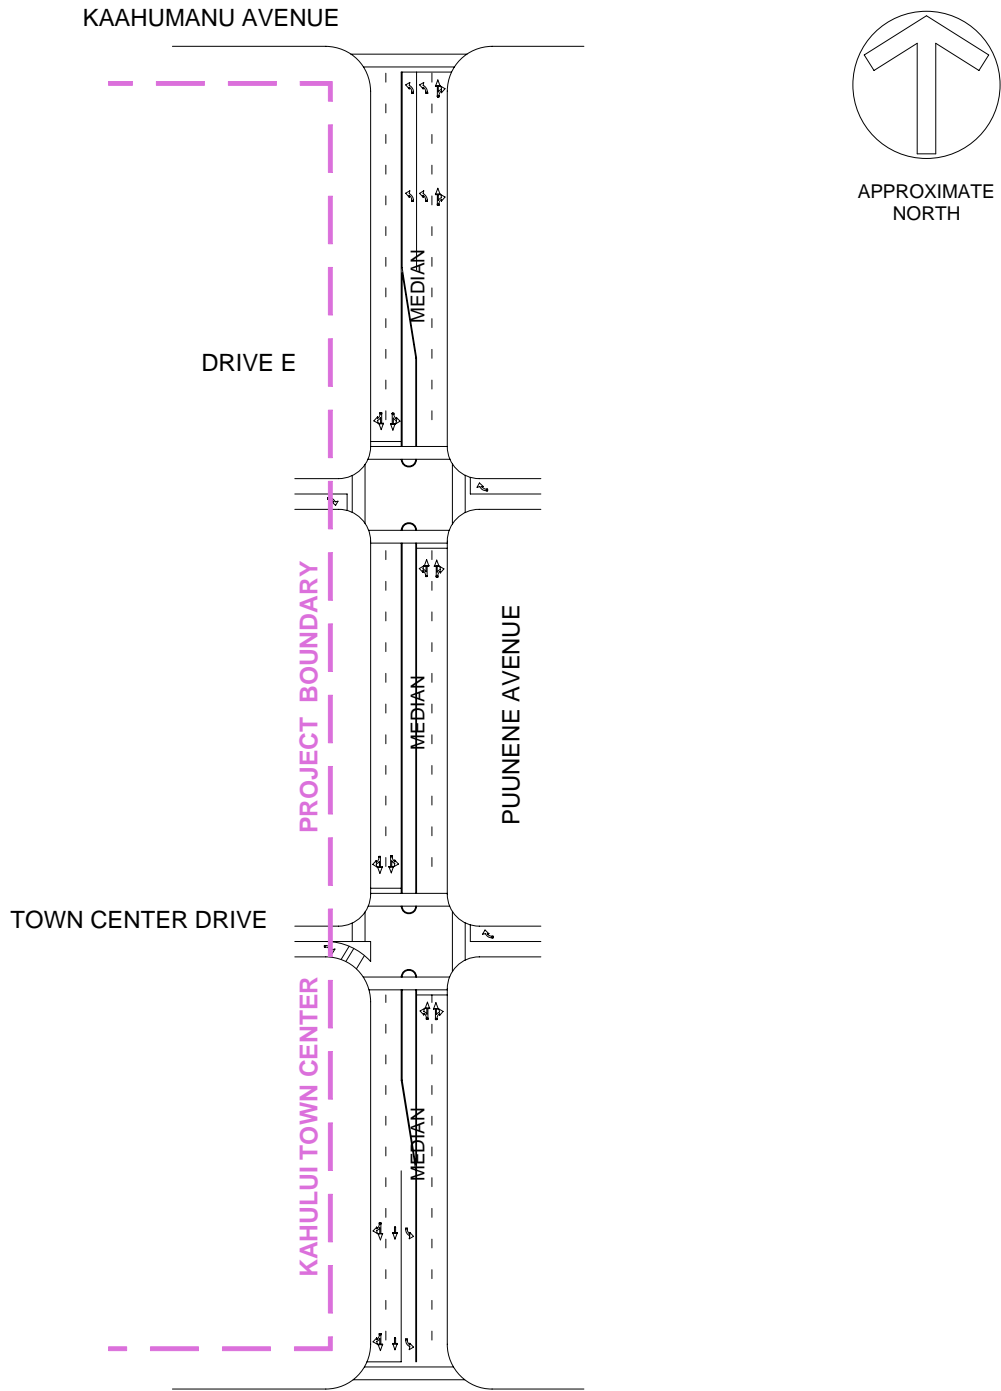 KAAHUMANU AVENUE
APPROXIMATE
NORTH
MEDIAN
DRIVE E
PROJECT BOUNDARY
PUUNENE AVENUE
MEDIAN
TOWN CENTER DRIVE
KAHULUI TOWN CENTER
MEDIAN